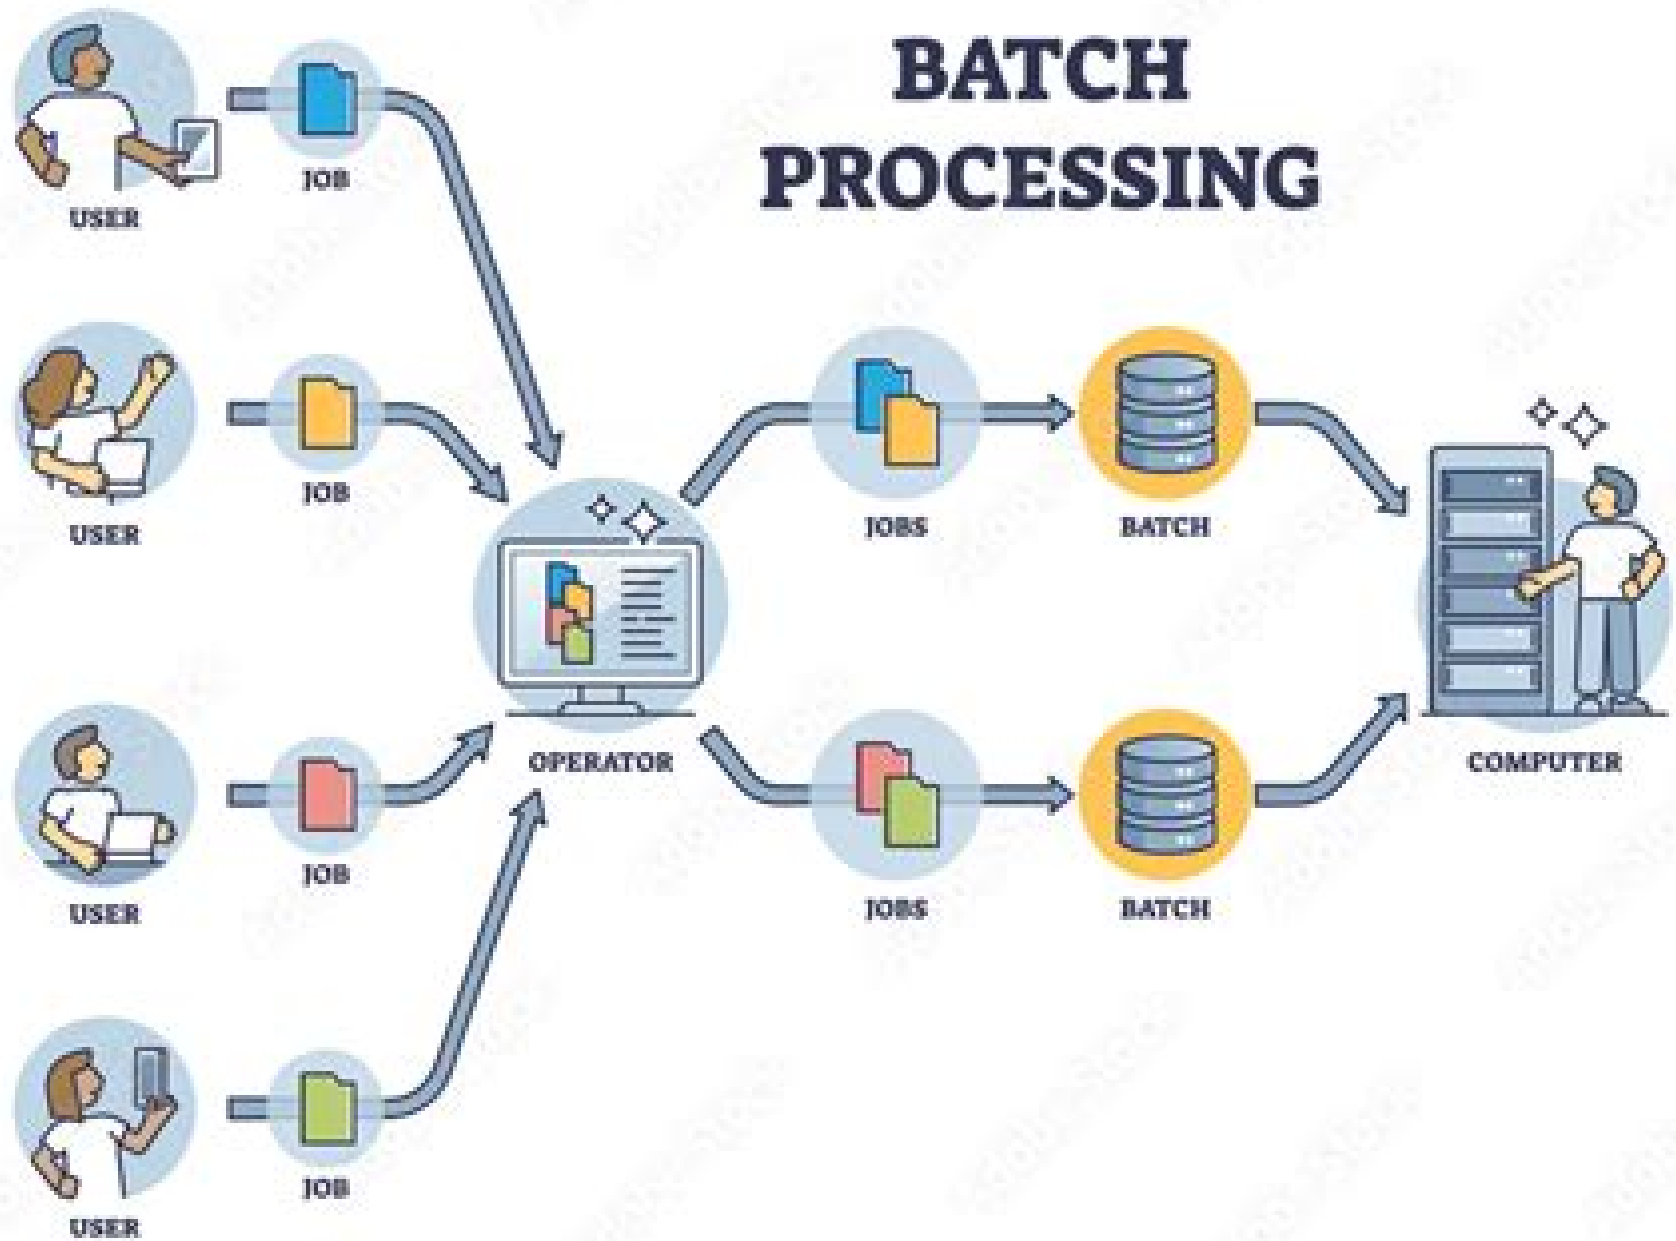 BATCH
PROCESSING
JOB
USER
JOB
USER
JOBS
BATCH
OPERATOR
COMPUTER
JOB
USER
JOBS
BATCH
JOB
USER